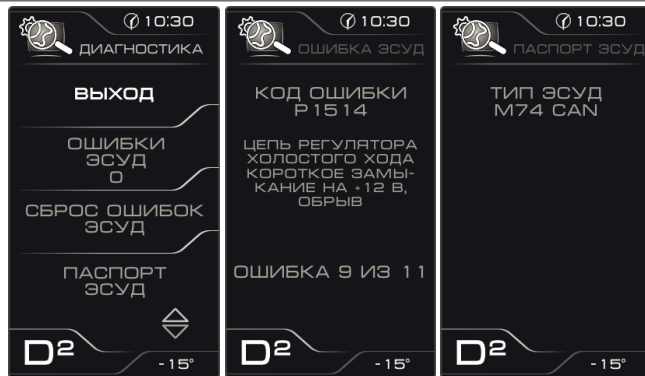 10:30
ДИАГНОСТИКА
ВЫХОД
ОШИБКИ
ЭСУД
0
СБРОС ОШИБОК
ЭСУД
ПАСПОРТ
ЭСУД
D2
-15°
10:30
ОШИБКА ЭСУД
КОД ОШИБКИ
P1514
ЦЕПЬ РЕГУЛЯТОРА
ХОЛОСТОГО ХОДА
КОРОТКОЕ ЗАМЫ-
КАНИЕ НА +12 В,
ОБРЫВ
ОШИБКА 9 ИЗ 11
D2
-15°
10:30
ПАСПОРТ ЭСУД
ТИП ЭСУД
M74 CAN
D2
-15°